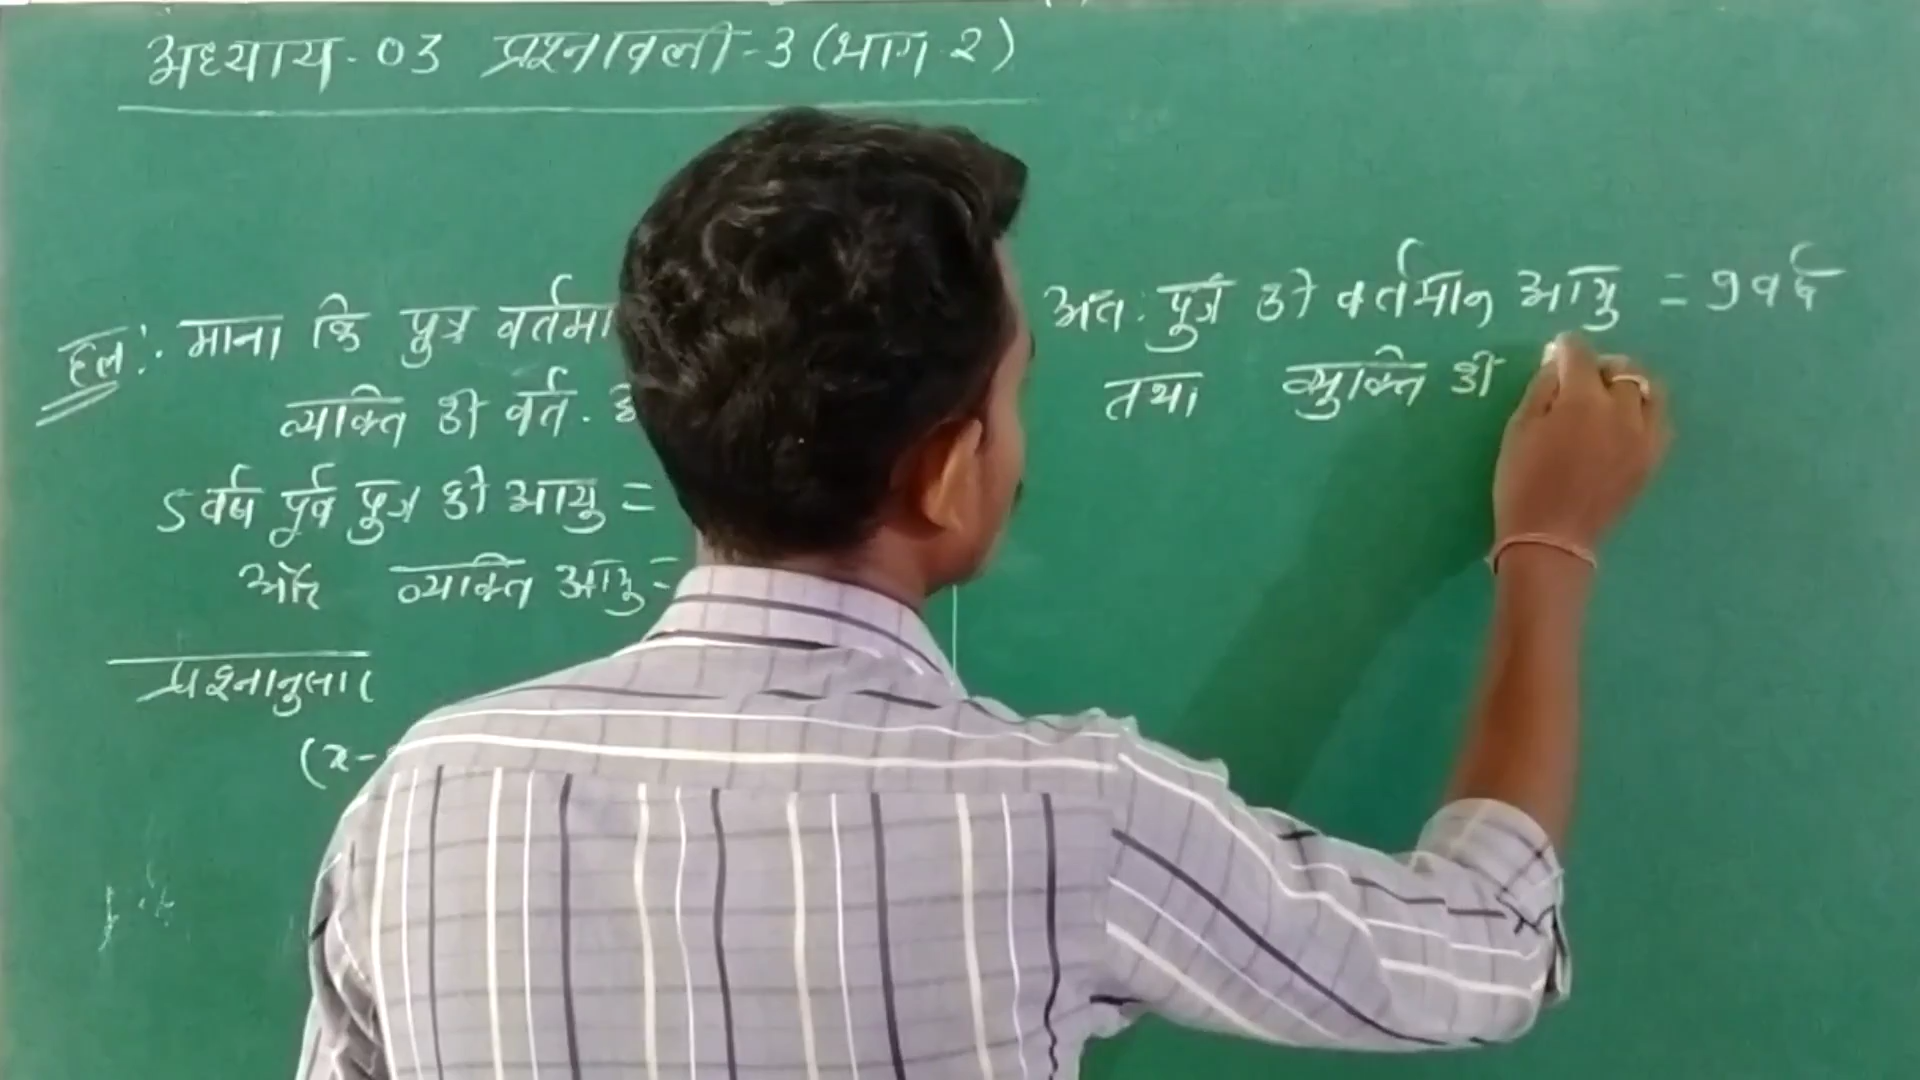 अध्याय-03 प्रश्नावली-3 (भाग 2)
हल: माना कि पुत्र वर्तमा
व्यक्ति की वर्त.
5 वर्ष पूर्व पुत्र की आयु =
और व्यक्ति आयु =
प्रश्नानुसार
(x-
अत: पुत्र की वर्तमान आयु = 9 वर्ष
तथा व्यक्ति की